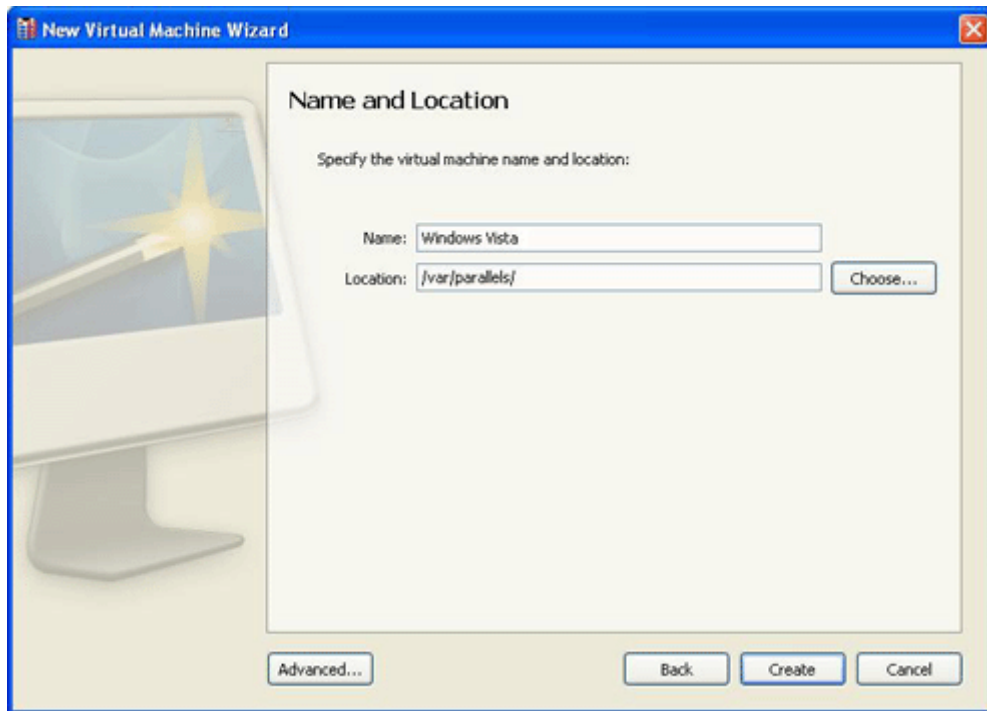 New Virtual Machine Wizard
Name and Location
Specify the virtual machine name and location:
Name: Windows Vista
Location: /var/parallels/ Choose...
Advanced... Back Create Cancel